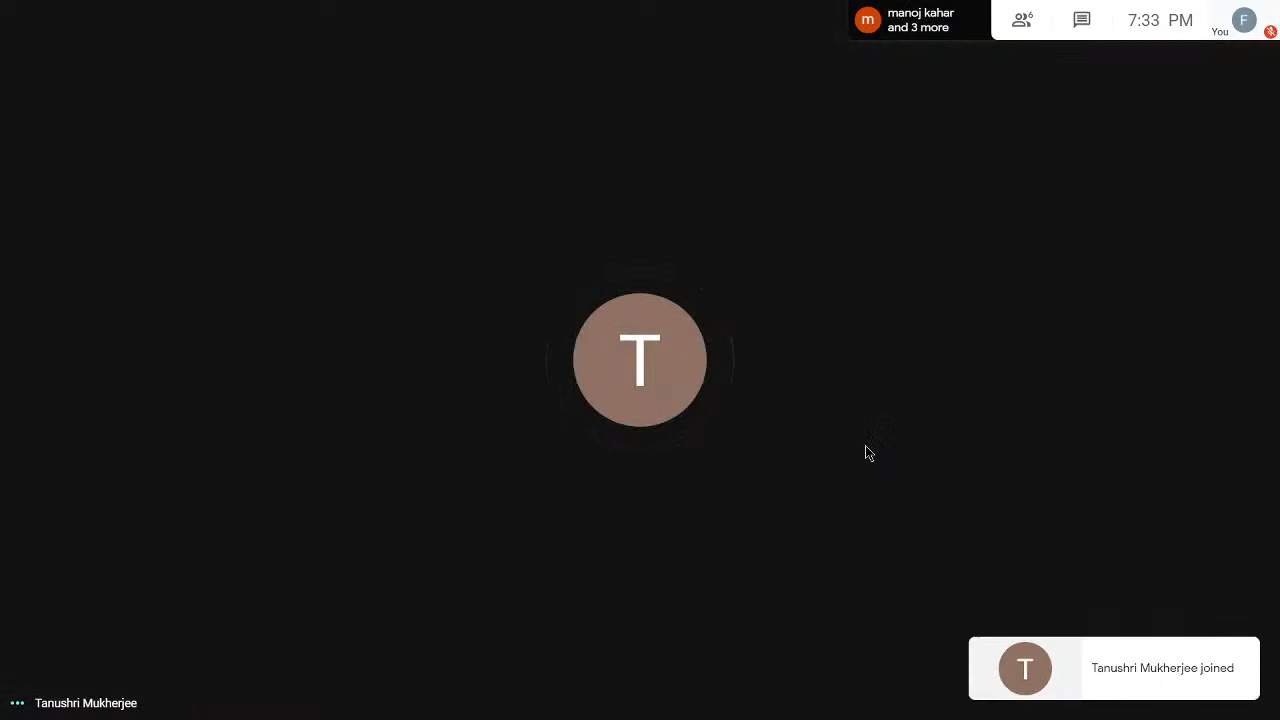 m
manoj kahar
and 3 more
6
7:33 PM
You
F
T
T
Tanushri Mukherjee joined
Tanushri Mukherjee